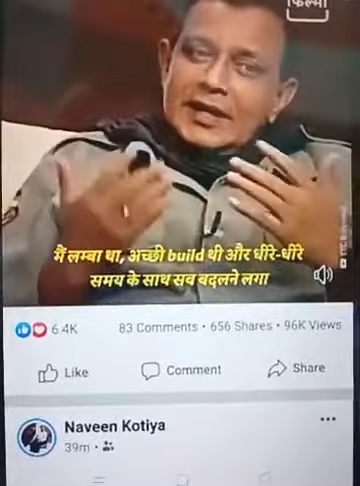 फिल्मी
मैं लम्बा था, अच्छी build थी और धीरे-धीरे
समय के साथ सब बदलने लगा
6.4K
83 Comments • 656 Shares • 96K Views
Like
Comment
Share
Naveen Kotiya
39m •